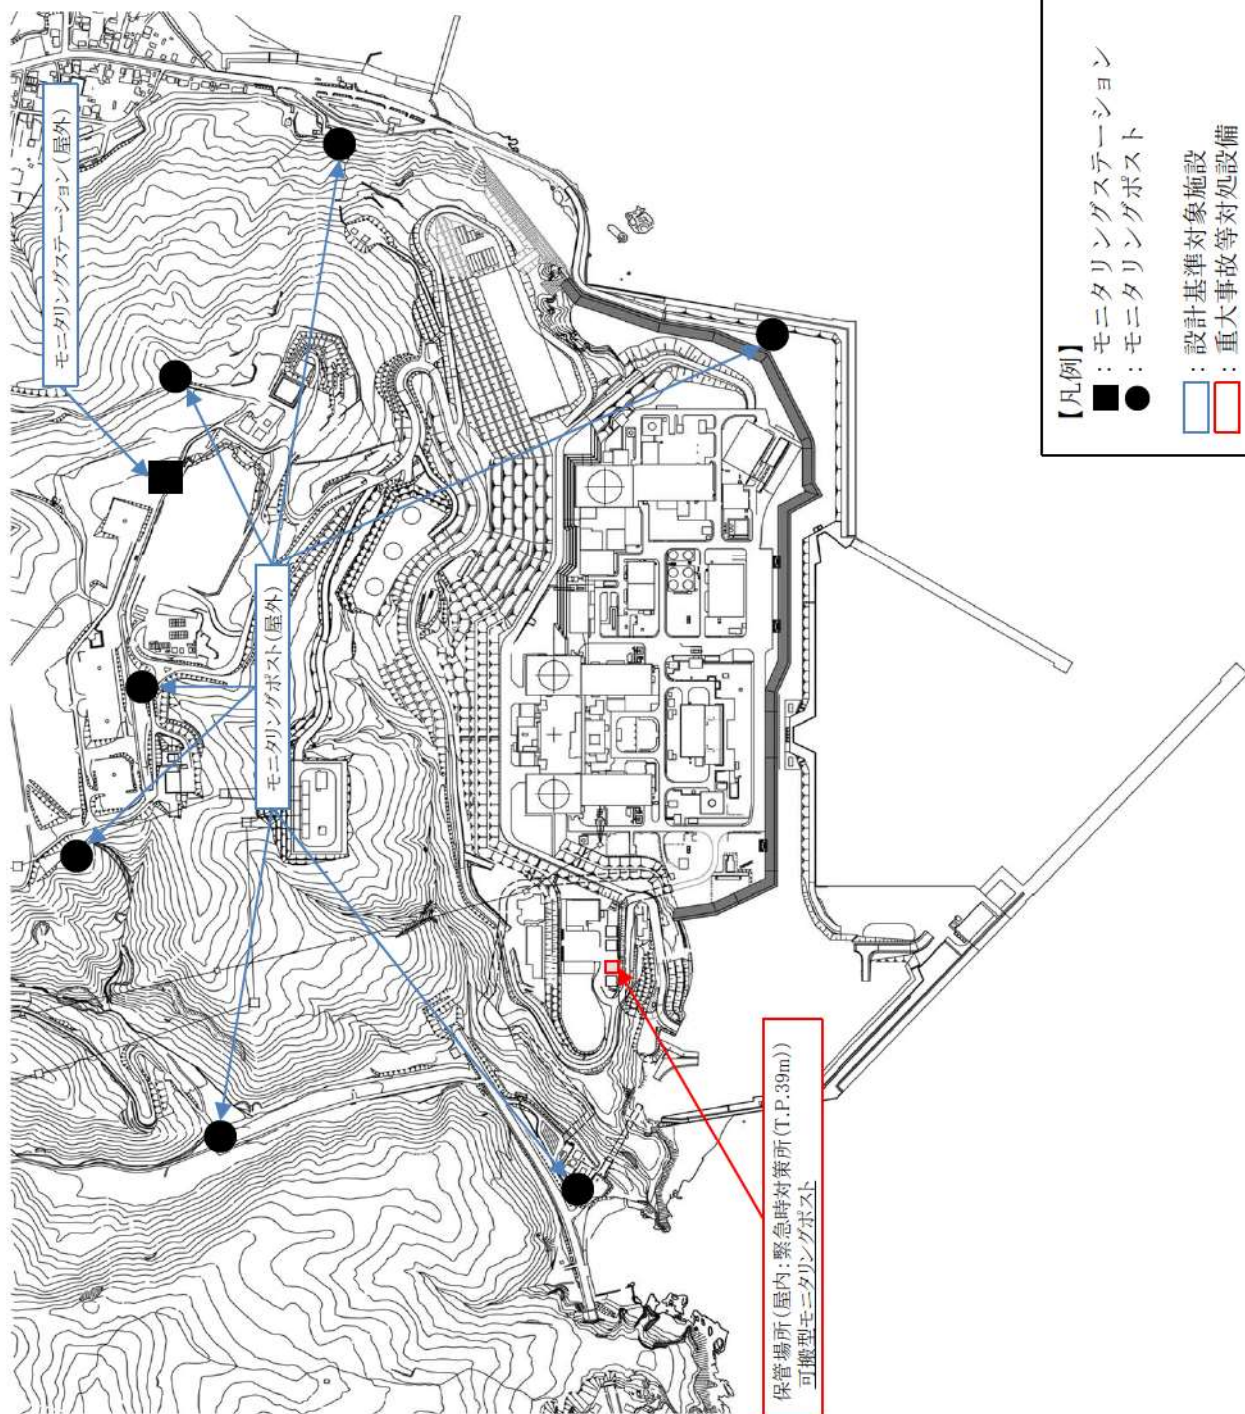 モニタリングステーション(屋外)
モニタリングポスト(屋外)
保管場所(屋内:緊急時対策所(T.P.39m))
可搬型モニタリングポスト
【凡例】
■:モニタリングステーション
●:モニタリングポスト
:設計基準対象施設
:重大事故等対処設備